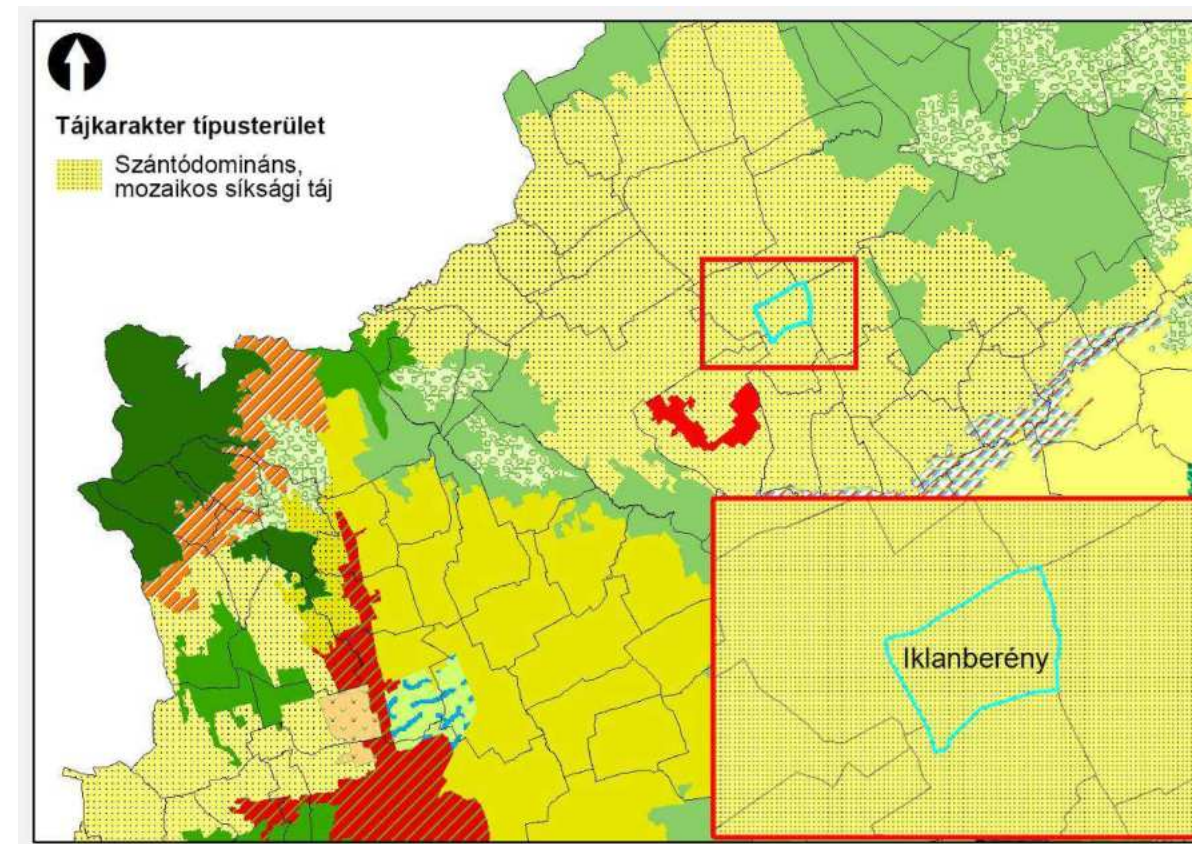 Tájkarakter típusterület
Szántódomináns,
mozaikos síksági táj
Iklanberény